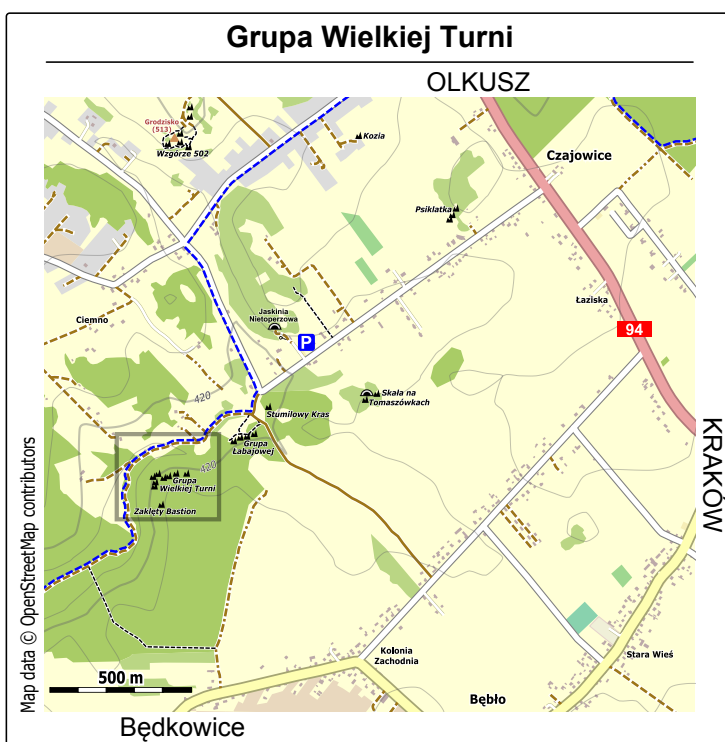 Grupa Wielkiej Turni
OLKUSZ
Grodzisko
(513)
Wzgórze 502
Kozia
Czajowice
Psiklatka
Łaziska
Ciemno
Jaskinia
Nietoperzowa
P
94
420
Skała na
Tomaszówkach
Stumilowy Kras
Grupa
Łabajowej
KRAKÓW
420
Grupa
Wielkiej Turni
Zaklęty Bastion
Map data © OpenStreetMap contributors
Kolonia
Zachodnia
Stara Wieś
500 m
Bębło
Będkowice